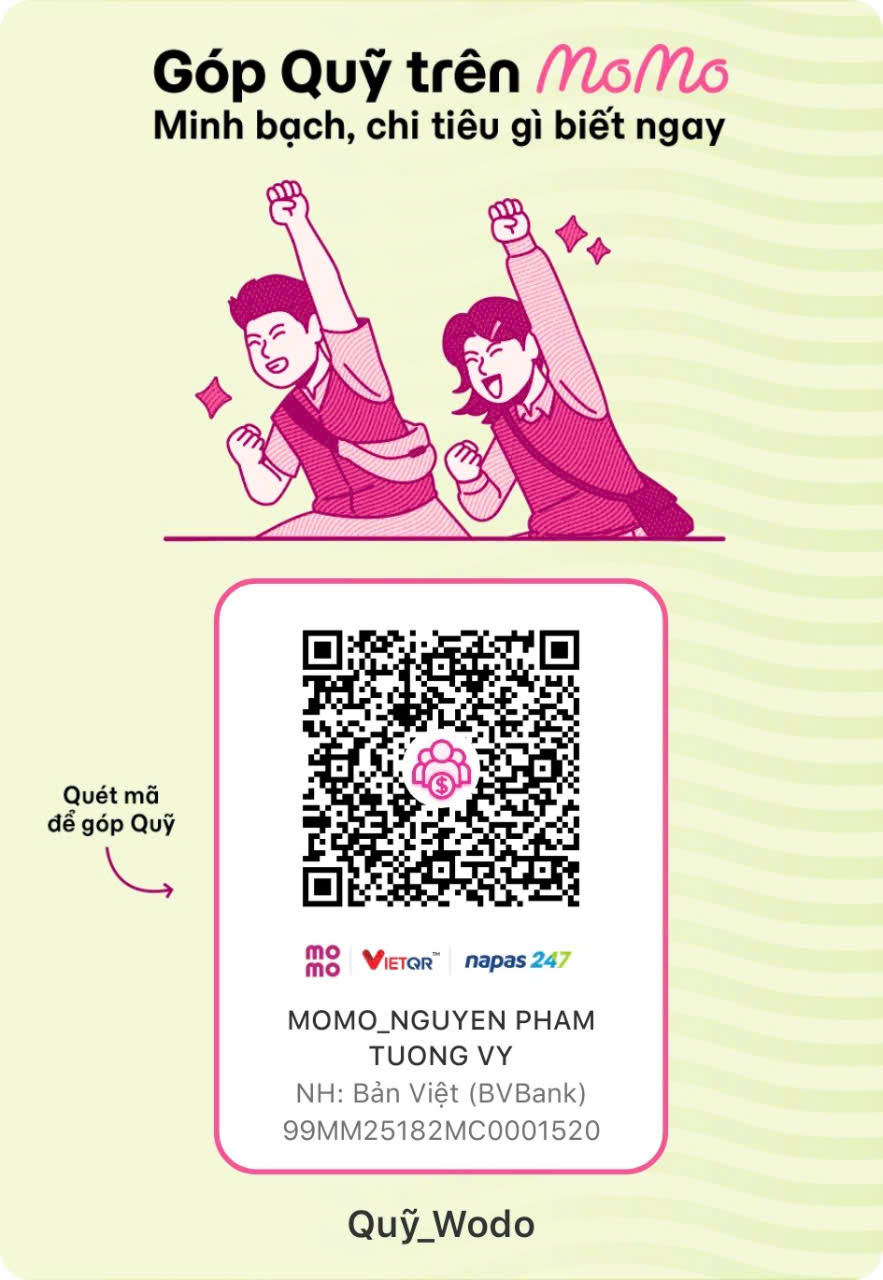 Góp Quỹ trên MoMo
Minh bạch, chi tiêu gì biết ngay
$
Quét mã
để góp Quỹ
mo
mo
VIETQR™
napas 247
MOMO_NGUYEN PHAM
TUONG VY
NH: Bản Việt (BVBank)
99MM25182MC0001520
Quỹ_Wodo